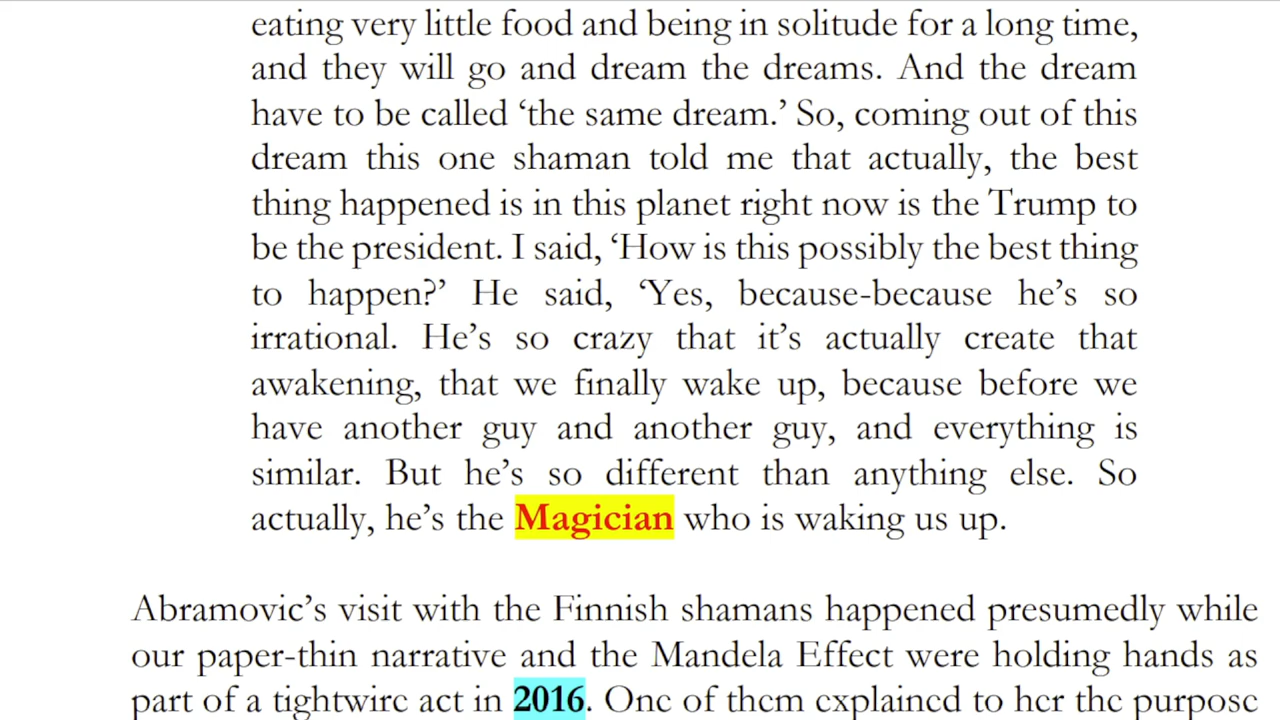 eating very little food and being in solitude for a long time,
and they will go and dream the dreams. And the dream
have to be called ‘the same dream.’ So, coming out of this
dream this one shaman told me that actually, the best
thing happened is in this planet right now is the Trump to
be the president. I said, ‘How is this possibly the best thing
to happen?’ He said, ‘Yes, because-because he’s so
irrational. He’s so crazy that it’s actually create that
awakening, that we finally wake up, because before we
have another guy and another guy, and everything is
similar. But he’s so different than anything else. So
actually, he’s the Magician who is waking us up.
Abramovic’s visit with the Finnish shamans happened presumedly while
our paper-thin narrative and the Mandela Effect were holding hands as
part of a tightwire act in 2016. One of them explained to her the purpose